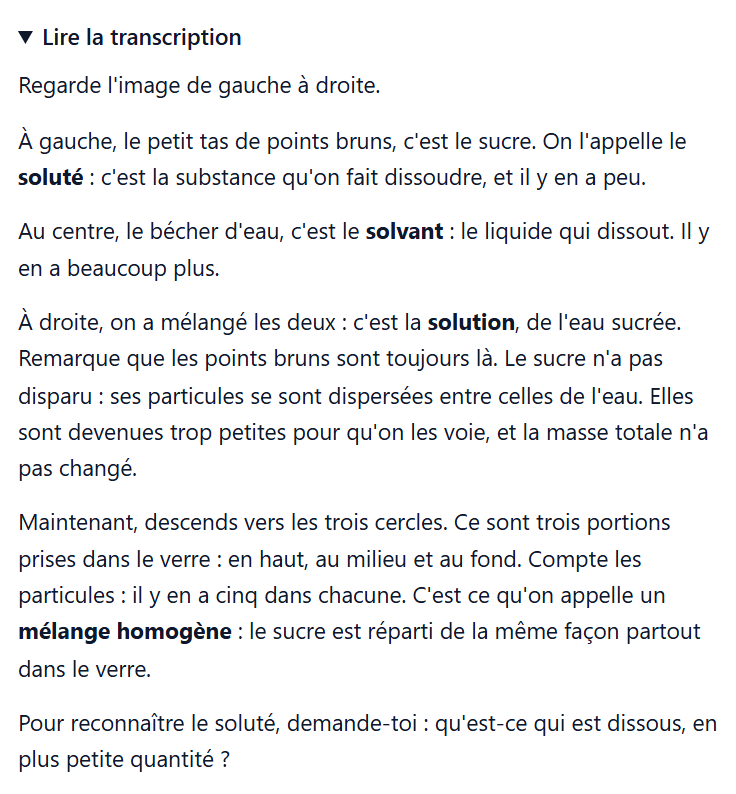 ▼ Lire la transcription
Regarde l'image de gauche à droite.
À gauche, le petit tas de points bruns, c'est le sucre. On l'appelle le
soluté : c'est la substance qu'on fait dissoudre, et il y en a peu.
Au centre, le bécher d'eau, c'est le solvant : le liquide qui dissout. Il y
en a beaucoup plus.
À droite, on a mélangé les deux : c'est la solution, de l'eau sucrée.
Remarque que les points bruns sont toujours là. Le sucre n'a pas
disparu : ses particules se sont dispersées entre celles de l'eau. Elles
sont devenues trop petites pour qu'on les voie, et la masse totale n'a
pas changé.
Maintenant, descends vers les trois cercles. Ce sont trois portions
prises dans le verre : en haut, au milieu et au fond. Compte les
particules : il y en a cinq dans chacune. C'est ce qu'on appelle un
mélange homogène : le sucre est réparti de la même façon partout
dans le verre.
Pour reconnaître le soluté, demande-toi : qu'est-ce qui est dissous, en
plus petite quantité ?